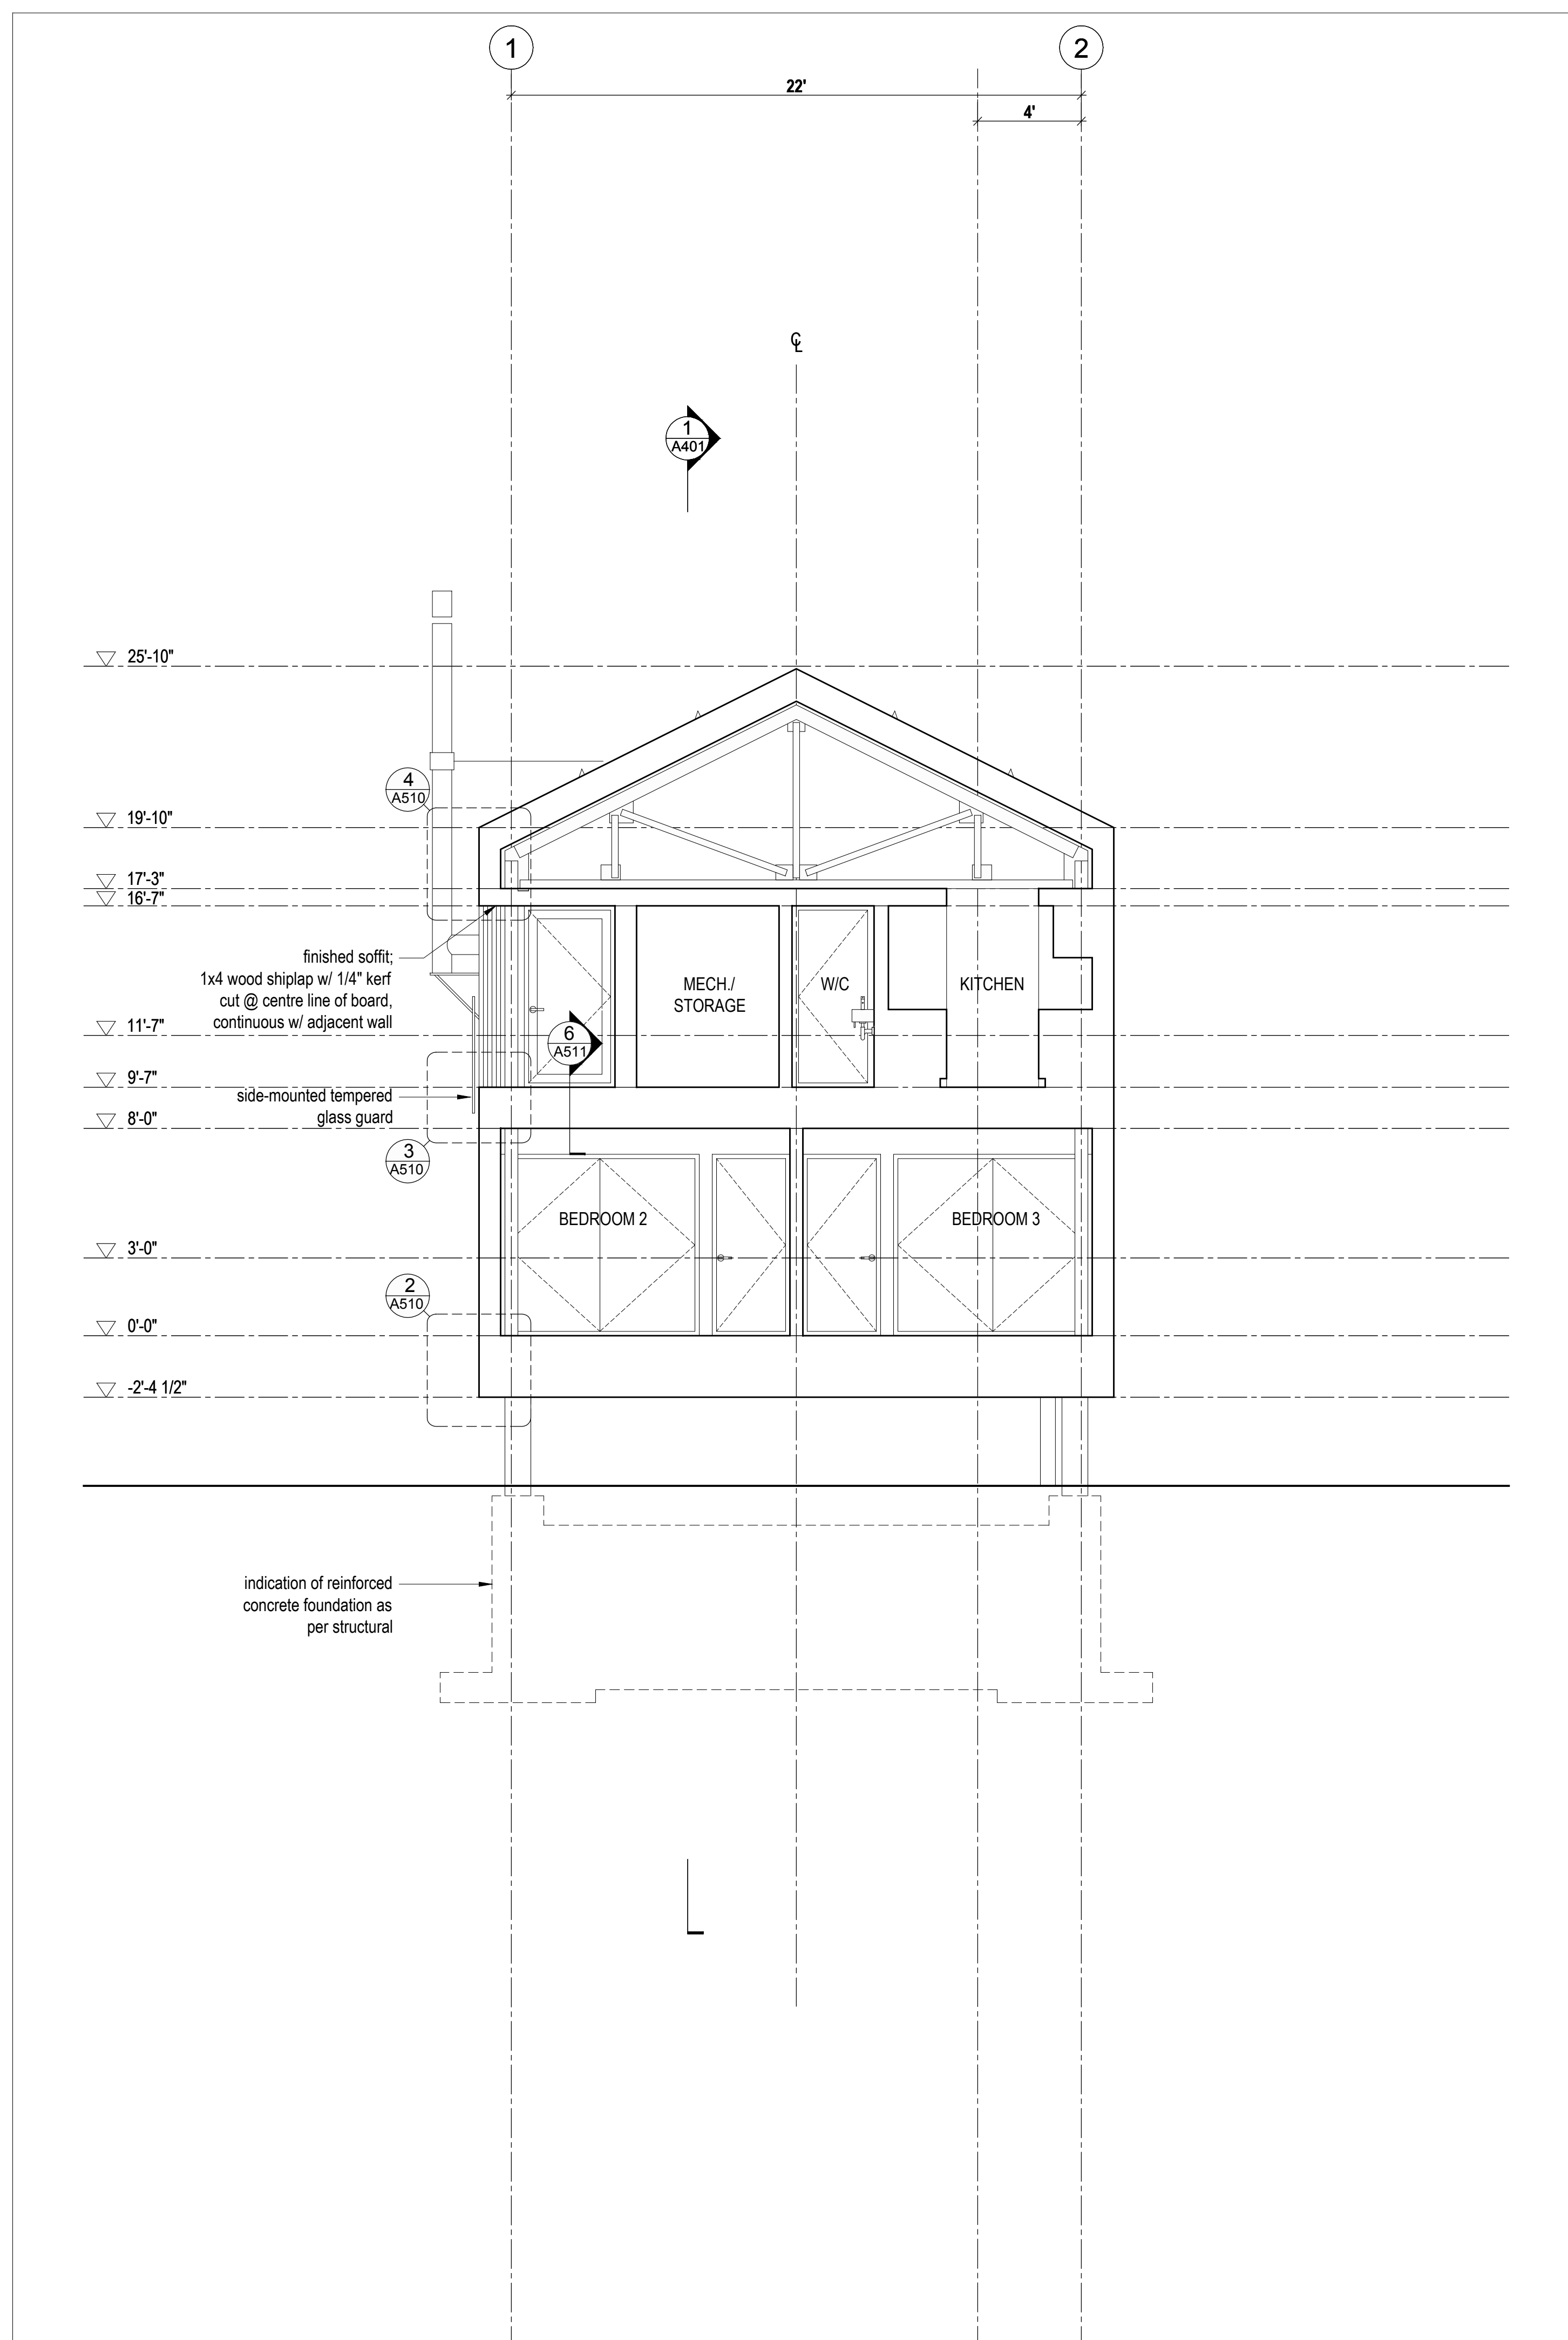 1
2
22'
4'
℄
1
A401
25'-10"
4
A510
19'-10"
17'-3"
16'-7"
finished soffit;
1x4 wood shiplap w/ 1/4" kerf
cut @ centre line of board,
continuous w/ adjacent wall
MECH./
STORAGE
W/C
KITCHEN
11'-7"
6
A511
9'-7"
side-mounted tempered
glass guard
8'-0"
3
A510
BEDROOM 2
BEDROOM 3
3'-0"
2
A510
0'-0"
-2'-4 1/2"
indication of reinforced
concrete foundation as
per structural